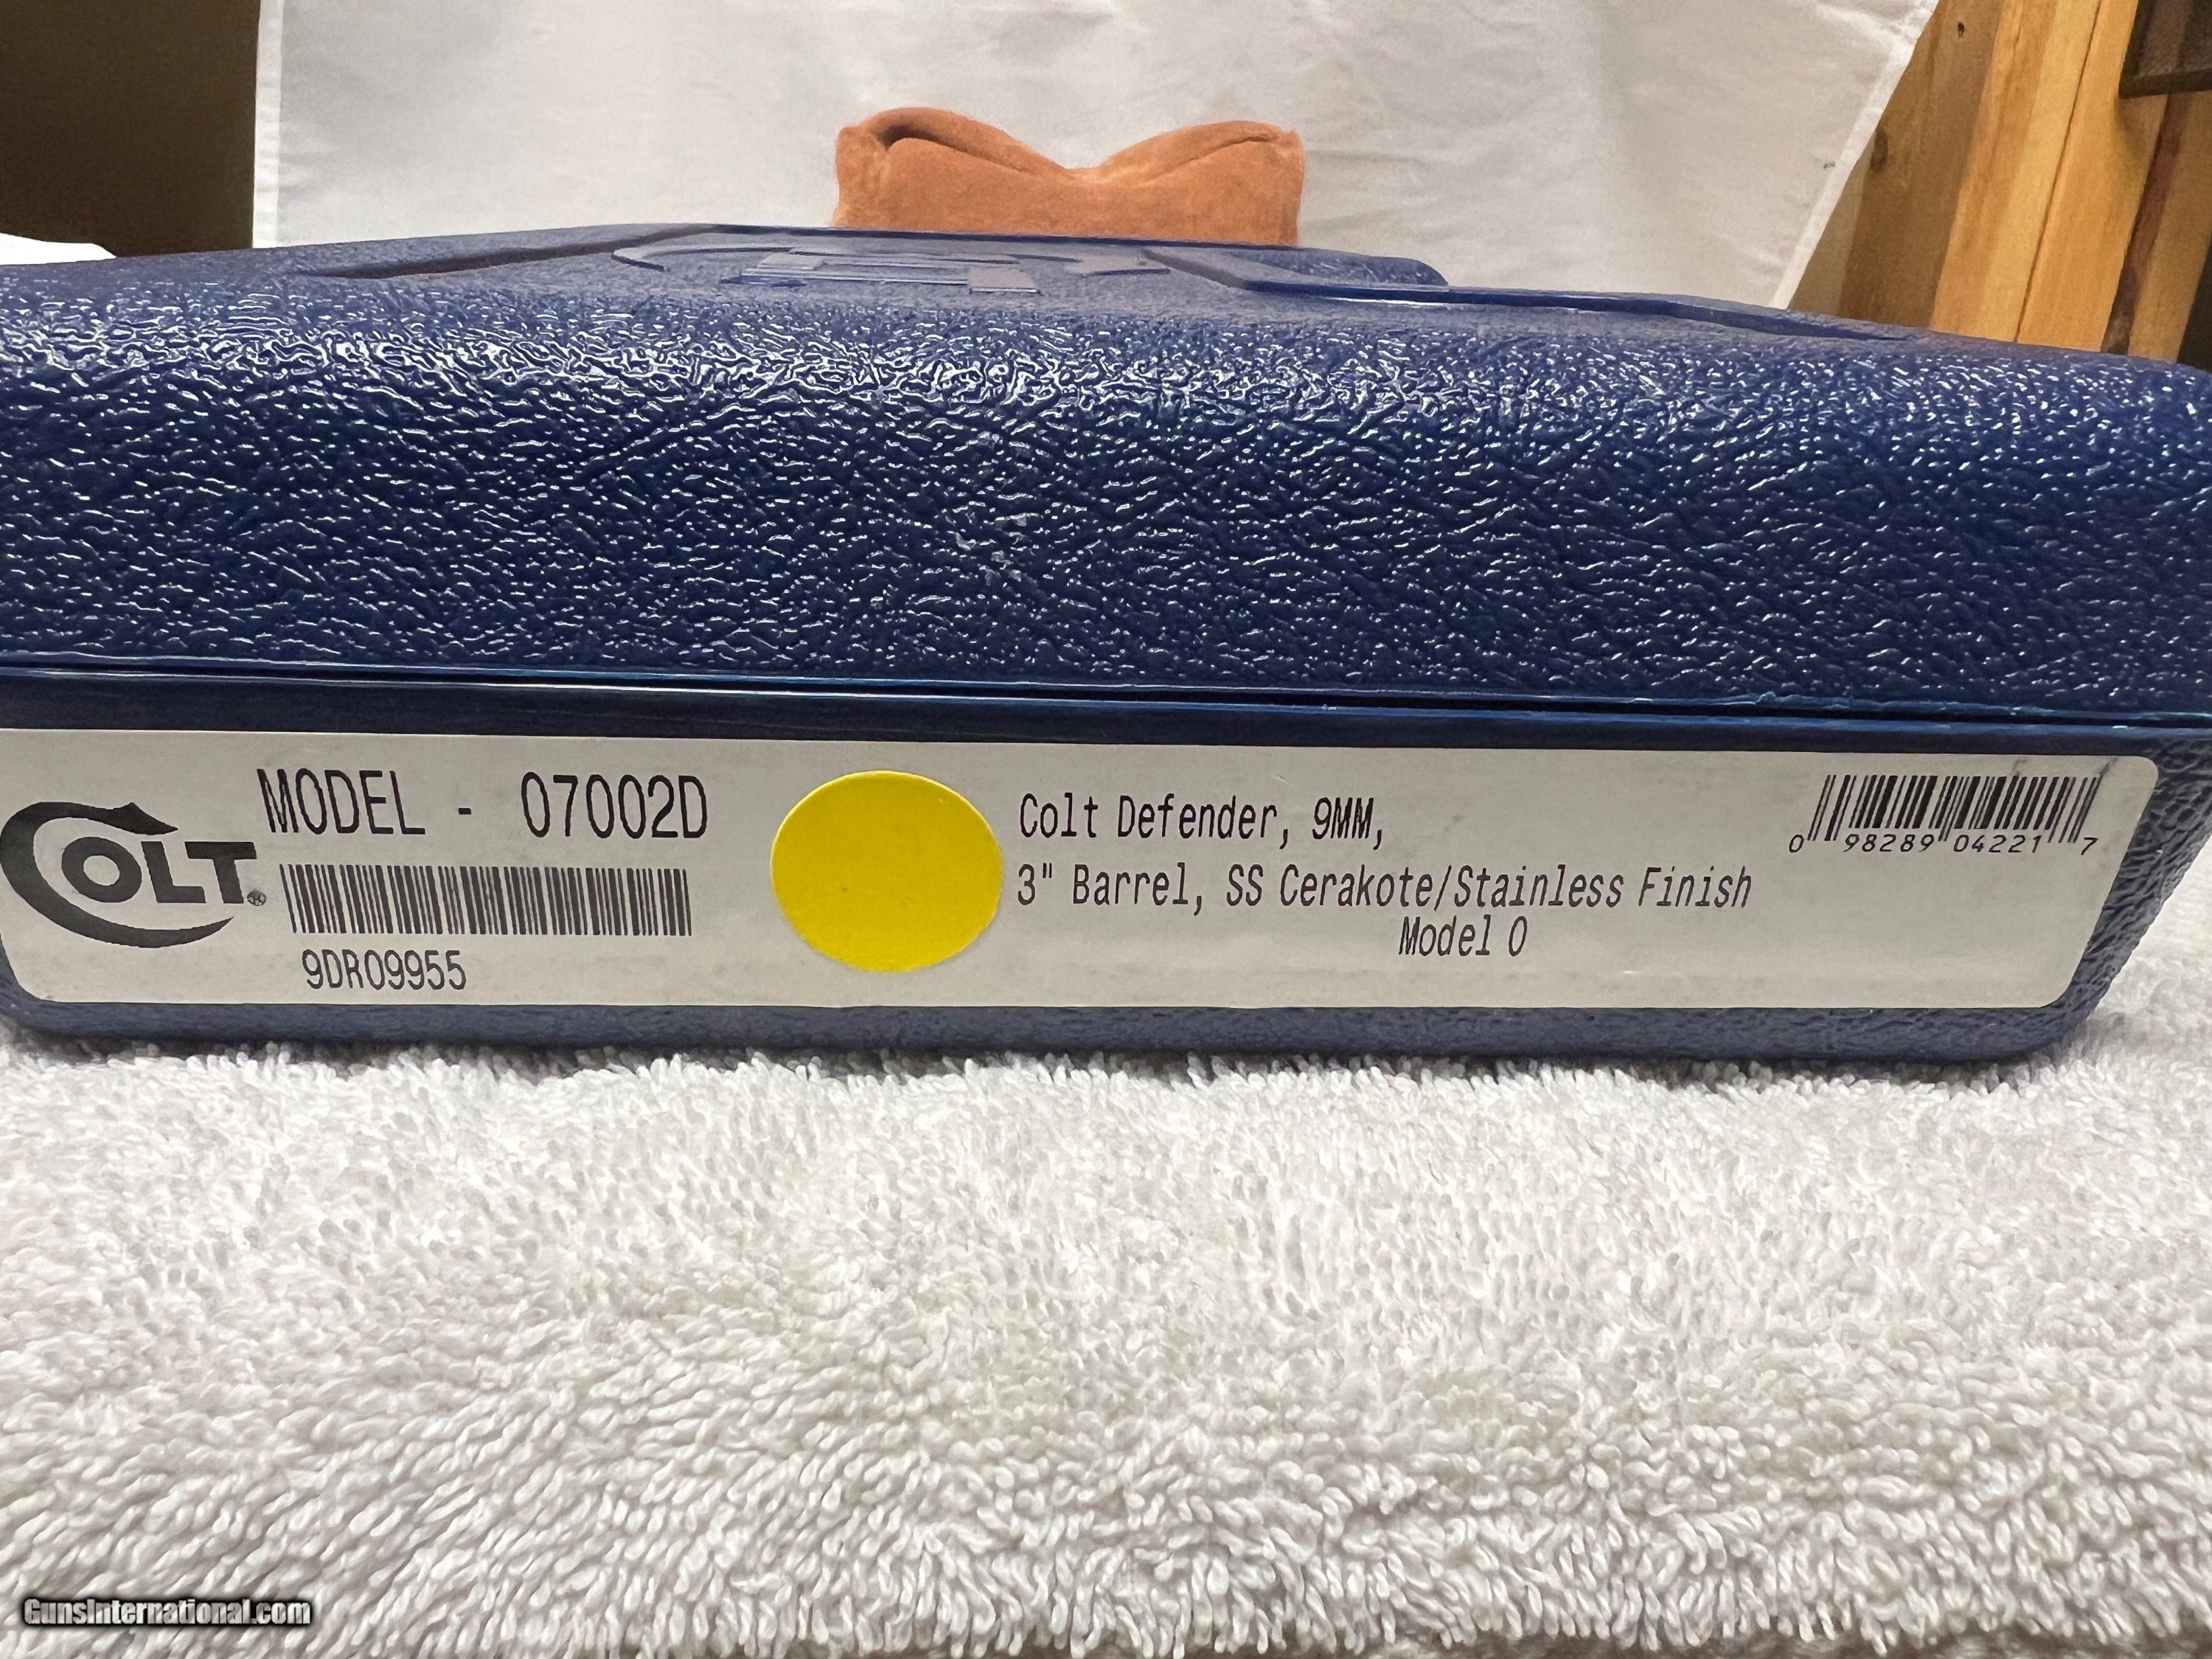 COLT®
MODEL - 07002D
9DR09955
Colt Defender, 9MM,
3" Barrel, SS Cerakote/Stainless Finish
Model O
0 98289 04221 7
GunsInternational.com